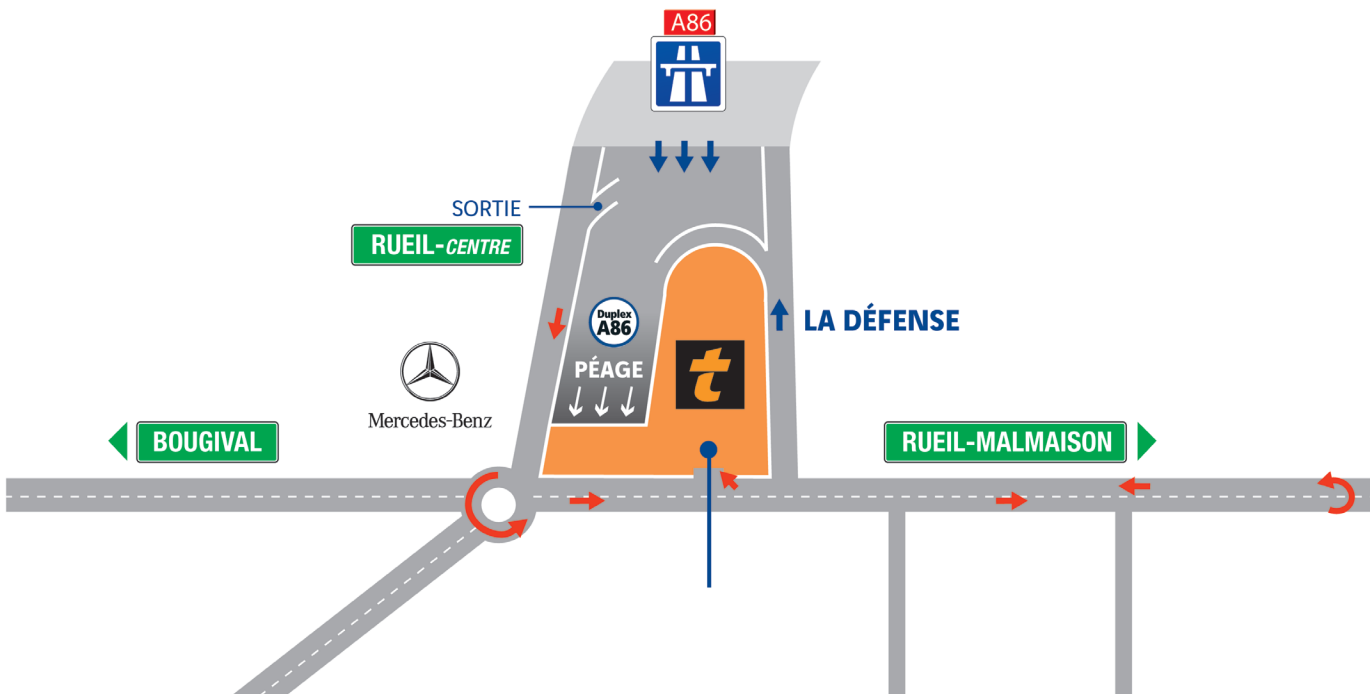 A86
SORTIE
RUEIL-CENTRE
Duplex
A86
LA DÉFENSE
PÉAGE
t
Mercedes-Benz
BOUGIVAL
RUEIL-MALMAISON